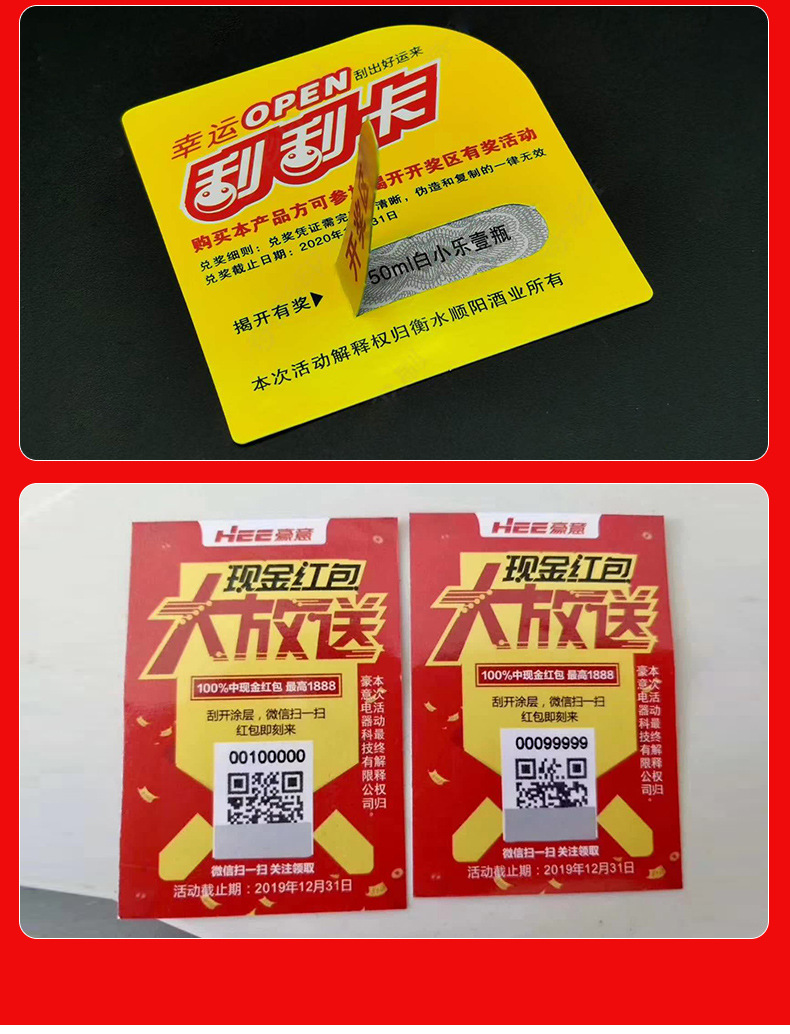 幸运OPEN刮出好运来
刮刮卡
购买本产品方可参 揭开开奖区有奖活动
兑奖细则：兑奖凭证需完 清晰，伪造和复制的一律无效
兑奖截止日期：2020年 31日
开奖
50ml白小乐壹瓶
揭开有奖▶
本次活动解释权归衡水顺阳酒业所有
HEE豪意
现金红包
大放送
100%中现金红包 最高1888
刮开涂层，微信扫一扫
红包即刻来
00100000
本次活动最终解释权归
豪意电器科技有限公司。
微信扫一扫 关注领取
活动截止期：2019年12月31日
HEE豪意
现金红包
大放送
100%中现金红包 最高1888
刮开涂层，微信扫一扫
红包即刻来
00099999
本次活动最终解释权归
豪意电器科技有限公司。
微信扫一扫 关注领取
活动截止期：2019年12月31日